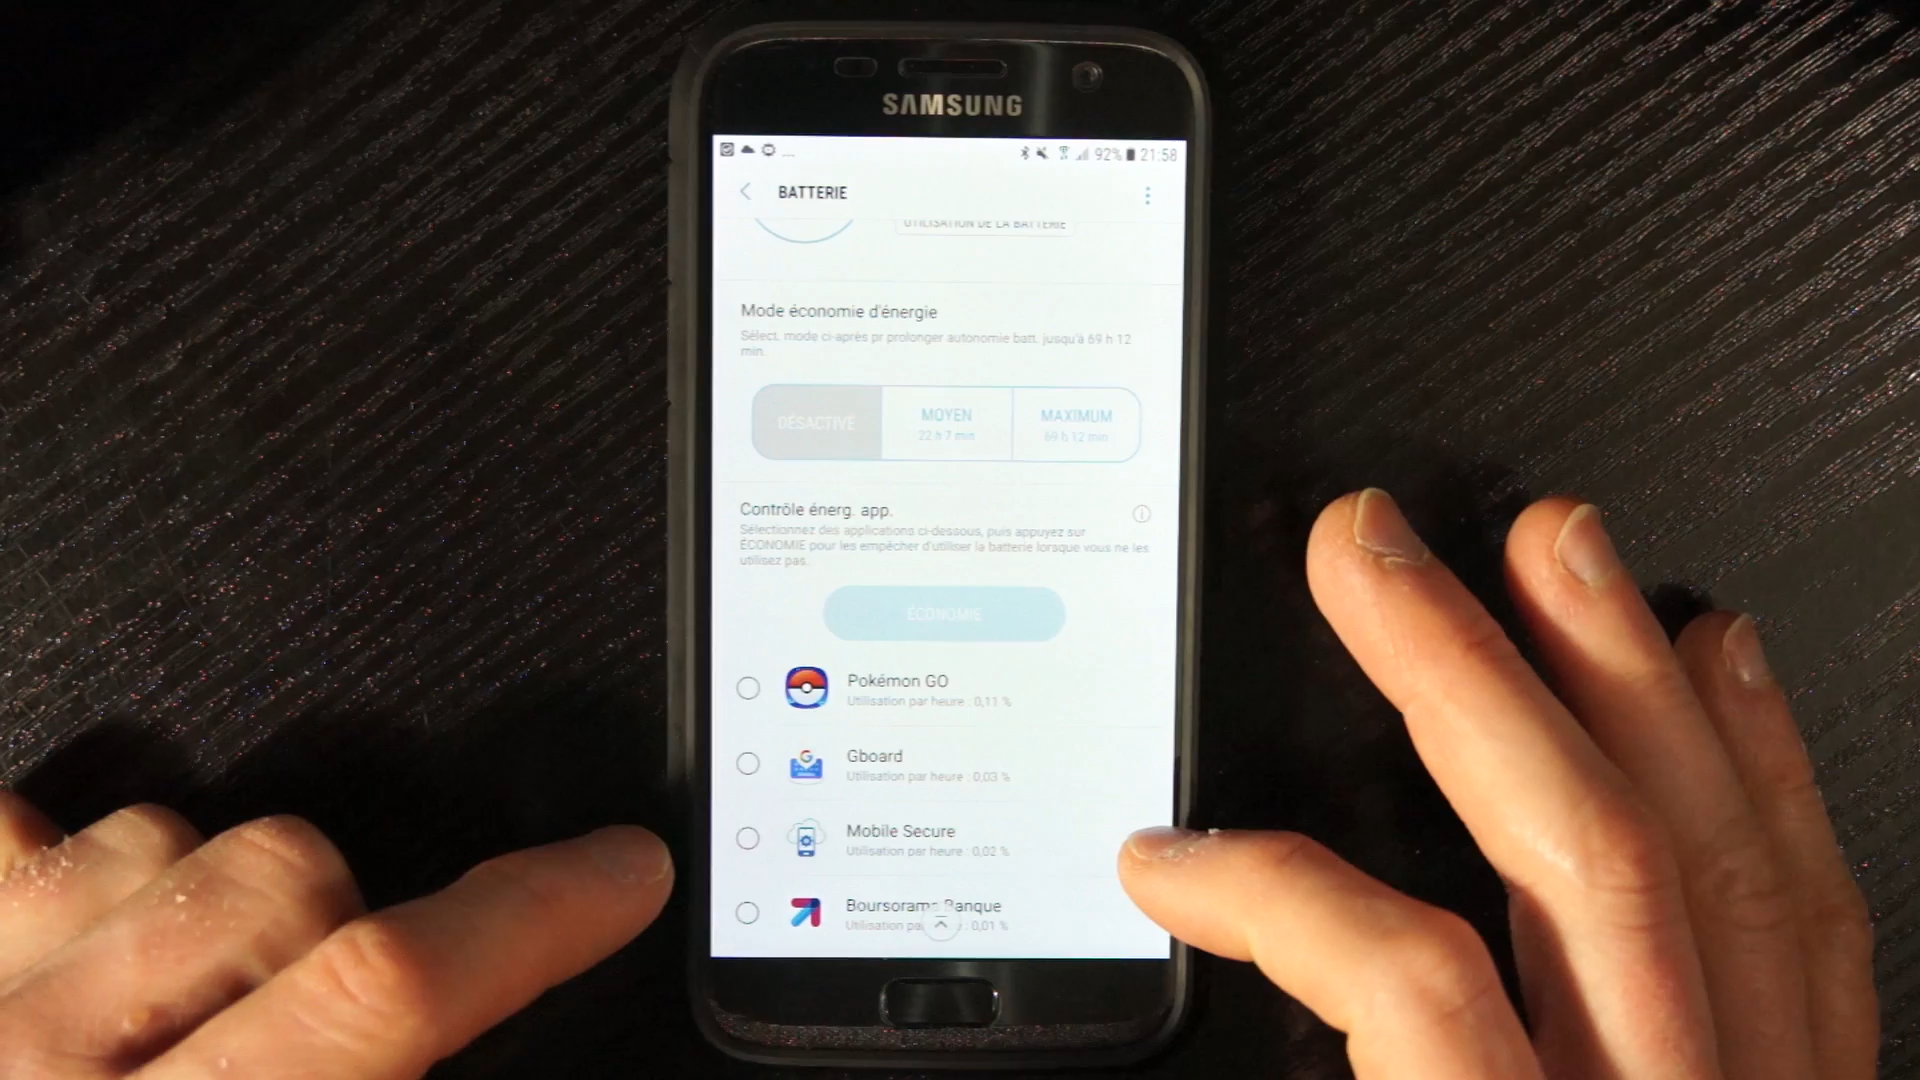 SAMSUNG
92% 21:58
BATTERIE
UTILISATION DE LA BATTERIE
Mode économie d'énergie
Sélect. mode ci-après pr prolonger autonomie batt. jusqu'à 69 h 12
min.
DÉSACTIVÉ
MOYEN
22 h 7 min
MAXIMUM
69 h 12 min
Contrôle énerg. app.
Sélectionnez des applications ci-dessous, puis appuyez sur
ÉCONOMIE pour les empêcher d'utiliser la batterie lorsque vous ne les
utilisez pas.
ÉCONOMIE
Pokémon GO
Utilisation par heure : 0,11 %
Gboard
Utilisation par heure : 0,03 %
Mobile Secure
Utilisation par heure : 0,02 %
Boursorama Banque
Utilisation : 0,01 %